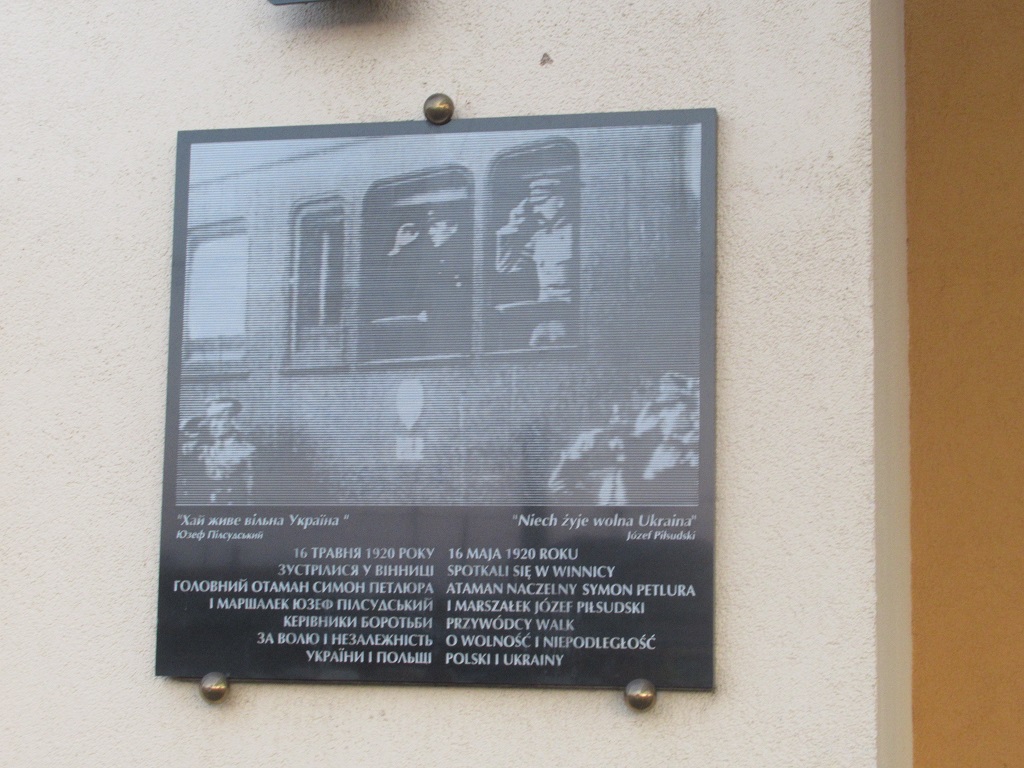 "Хай живе вільна Україна "
Юзеф Пілсудський
"Niech żyje wolna Ukraina"
Józef Piłsudski
16 ТРАВНЯ 1920 РОКУ
ЗУСТРІЛИСЯ У ВІННИЦІ
ГОЛОВНИЙ ОТАМАН СИМОН ПЕТЛЮРА
І МАРШАЛЕК ЮЗЕФ ПІЛСУДСЬКИЙ
КЕРІВНИКИ БОРОТЬБИ
ЗА ВОЛЮ І НЕЗАЛЕЖНІСТЬ
УКРАЇНИ І ПОЛЬЩІ
16 MAJA 1920 ROKU
SPOTKALI SIĘ W WINNICY
ATAMAN NACZELNY SYMON PETLURA
I MARSZAŁEK JÓZEF PIŁSUDSKI
PRZYWÓDCY WALK
O WOLNOŚĆ I NIEPODLEGŁOŚĆ
POLSKI I UKRAINY